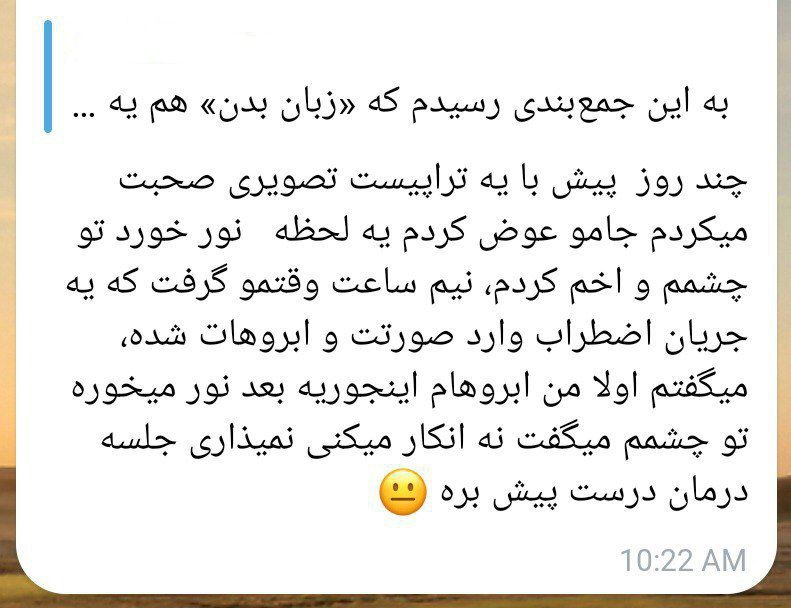 به این جمع‌بندی رسیدم که «زبان بدن» هم یه ...
چند روز پیش با یه تراپیست تصویری صحبت
میکردم جامو عوض کردم یه لحظه نور خورد تو
چشمم و اخم کردم، نیم ساعت وقتمو گرفت که یه
جریان اضطراب وارد صورتت و ابروهات شده،
میگفتم اولا من ابروهام اینجوریه بعد نور میخوره
تو چشمم میگفت نه انکار میکنی نمیذاری جلسه
درمان درست پیش بره 😐
10:22 AM